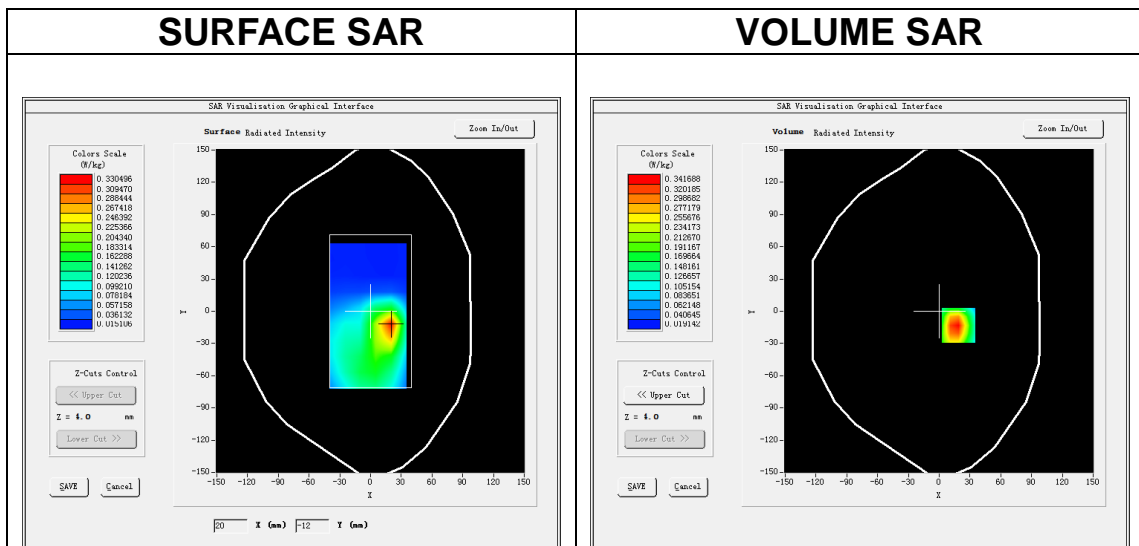 SURFACE SAR
VOLUME SAR
SAR Visualisation Graphical Interface
Surface Radiated Intensity
Zoom In/Out
Colors Scale
(W/kg)
0.330496
0.309470
0.288444
0.267418
0.246392
0.225366
0.204340
0.183314
0.162288
0.141262
0.120236
0.099210
0.078184
0.057158
0.036132
0.015106
150
120
90
60
30
0
-30
-60
-90
-120
-150
Y
-150 -120 -90 -60 -30 0 30 60 90 120 150
X
Z-Cuts Control
<< Upper Cut
Z = 4.0 mm
Lower Cut >>
SAVE Cancel
20 X (mm) -12 Y (mm)
SAR Visualisation Graphical Interface
Volume Radiated Intensity
Zoom In/Out
Colors Scale
(W/kg)
0.341688
0.320185
0.298682
0.277179
0.255676
0.234173
0.212670
0.191167
0.169664
0.148161
0.126657
0.105154
0.083651
0.062148
0.040645
0.019142
150
120
90
60
30
0
-30
-60
-90
-120
-150
Y
-150 -120 -90 -60 -30 0 30 60 90 120 150
X
Z-Cuts Control
<< Upper Cut
Z = 4.0 mm
Lower Cut >>
SAVE Cancel